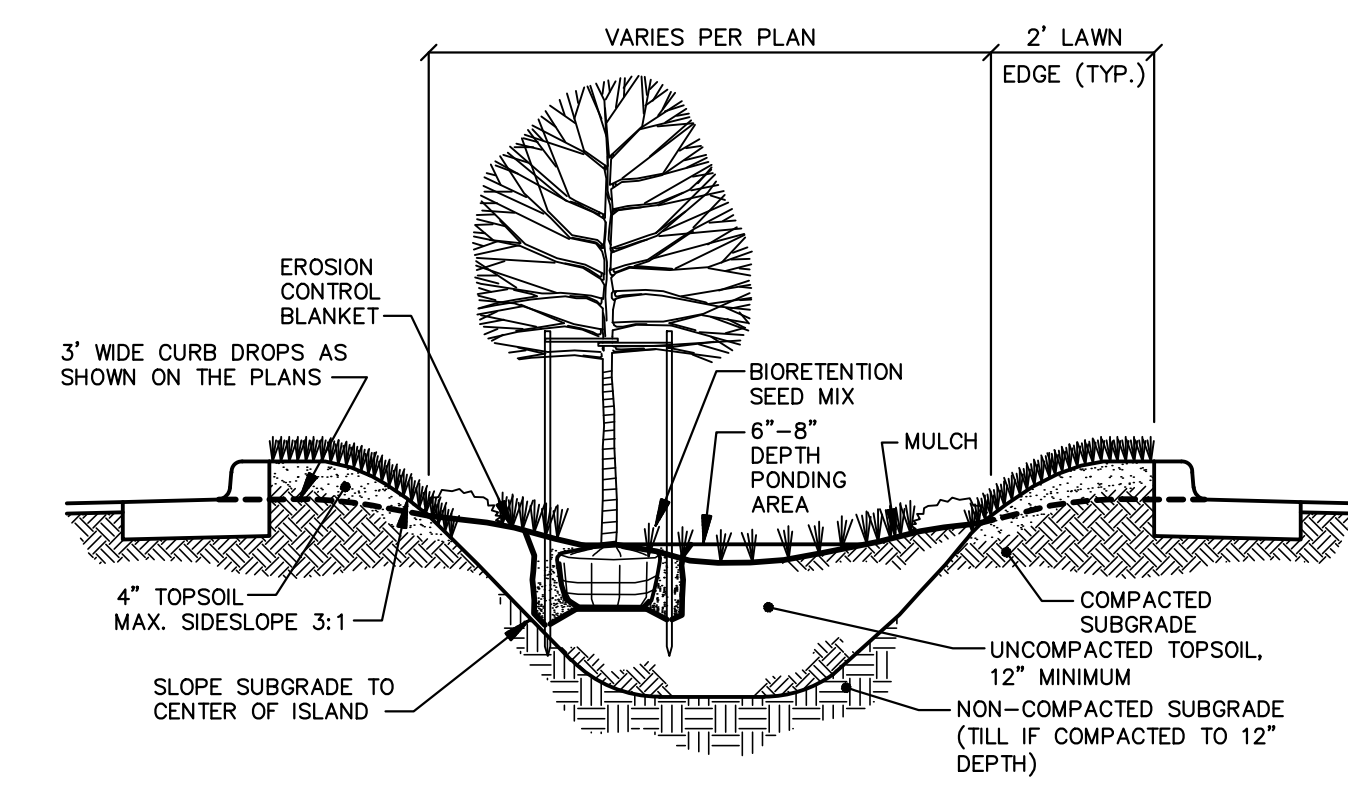 VARIES PER PLAN
2' LAWN
EDGE (TYP.)
EROSION
CONTROL
BLANKET
3' WIDE CURB DROPS AS
SHOWN ON THE PLANS
BIORETENTION
SEED MIX
6"-8"
DEPTH
PONDING
AREA
MULCH
4" TOPSOIL
MAX. SIDESLOPE 3:1
COMPACTED
SUBGRADE
UNCOMPACTED TOPSOIL,
12" MINIMUM
SLOPE SUBGRADE TO
CENTER OF ISLAND
NON-COMPACTED SUBGRADE
(TILL IF COMPACTED TO 12"
DEPTH)